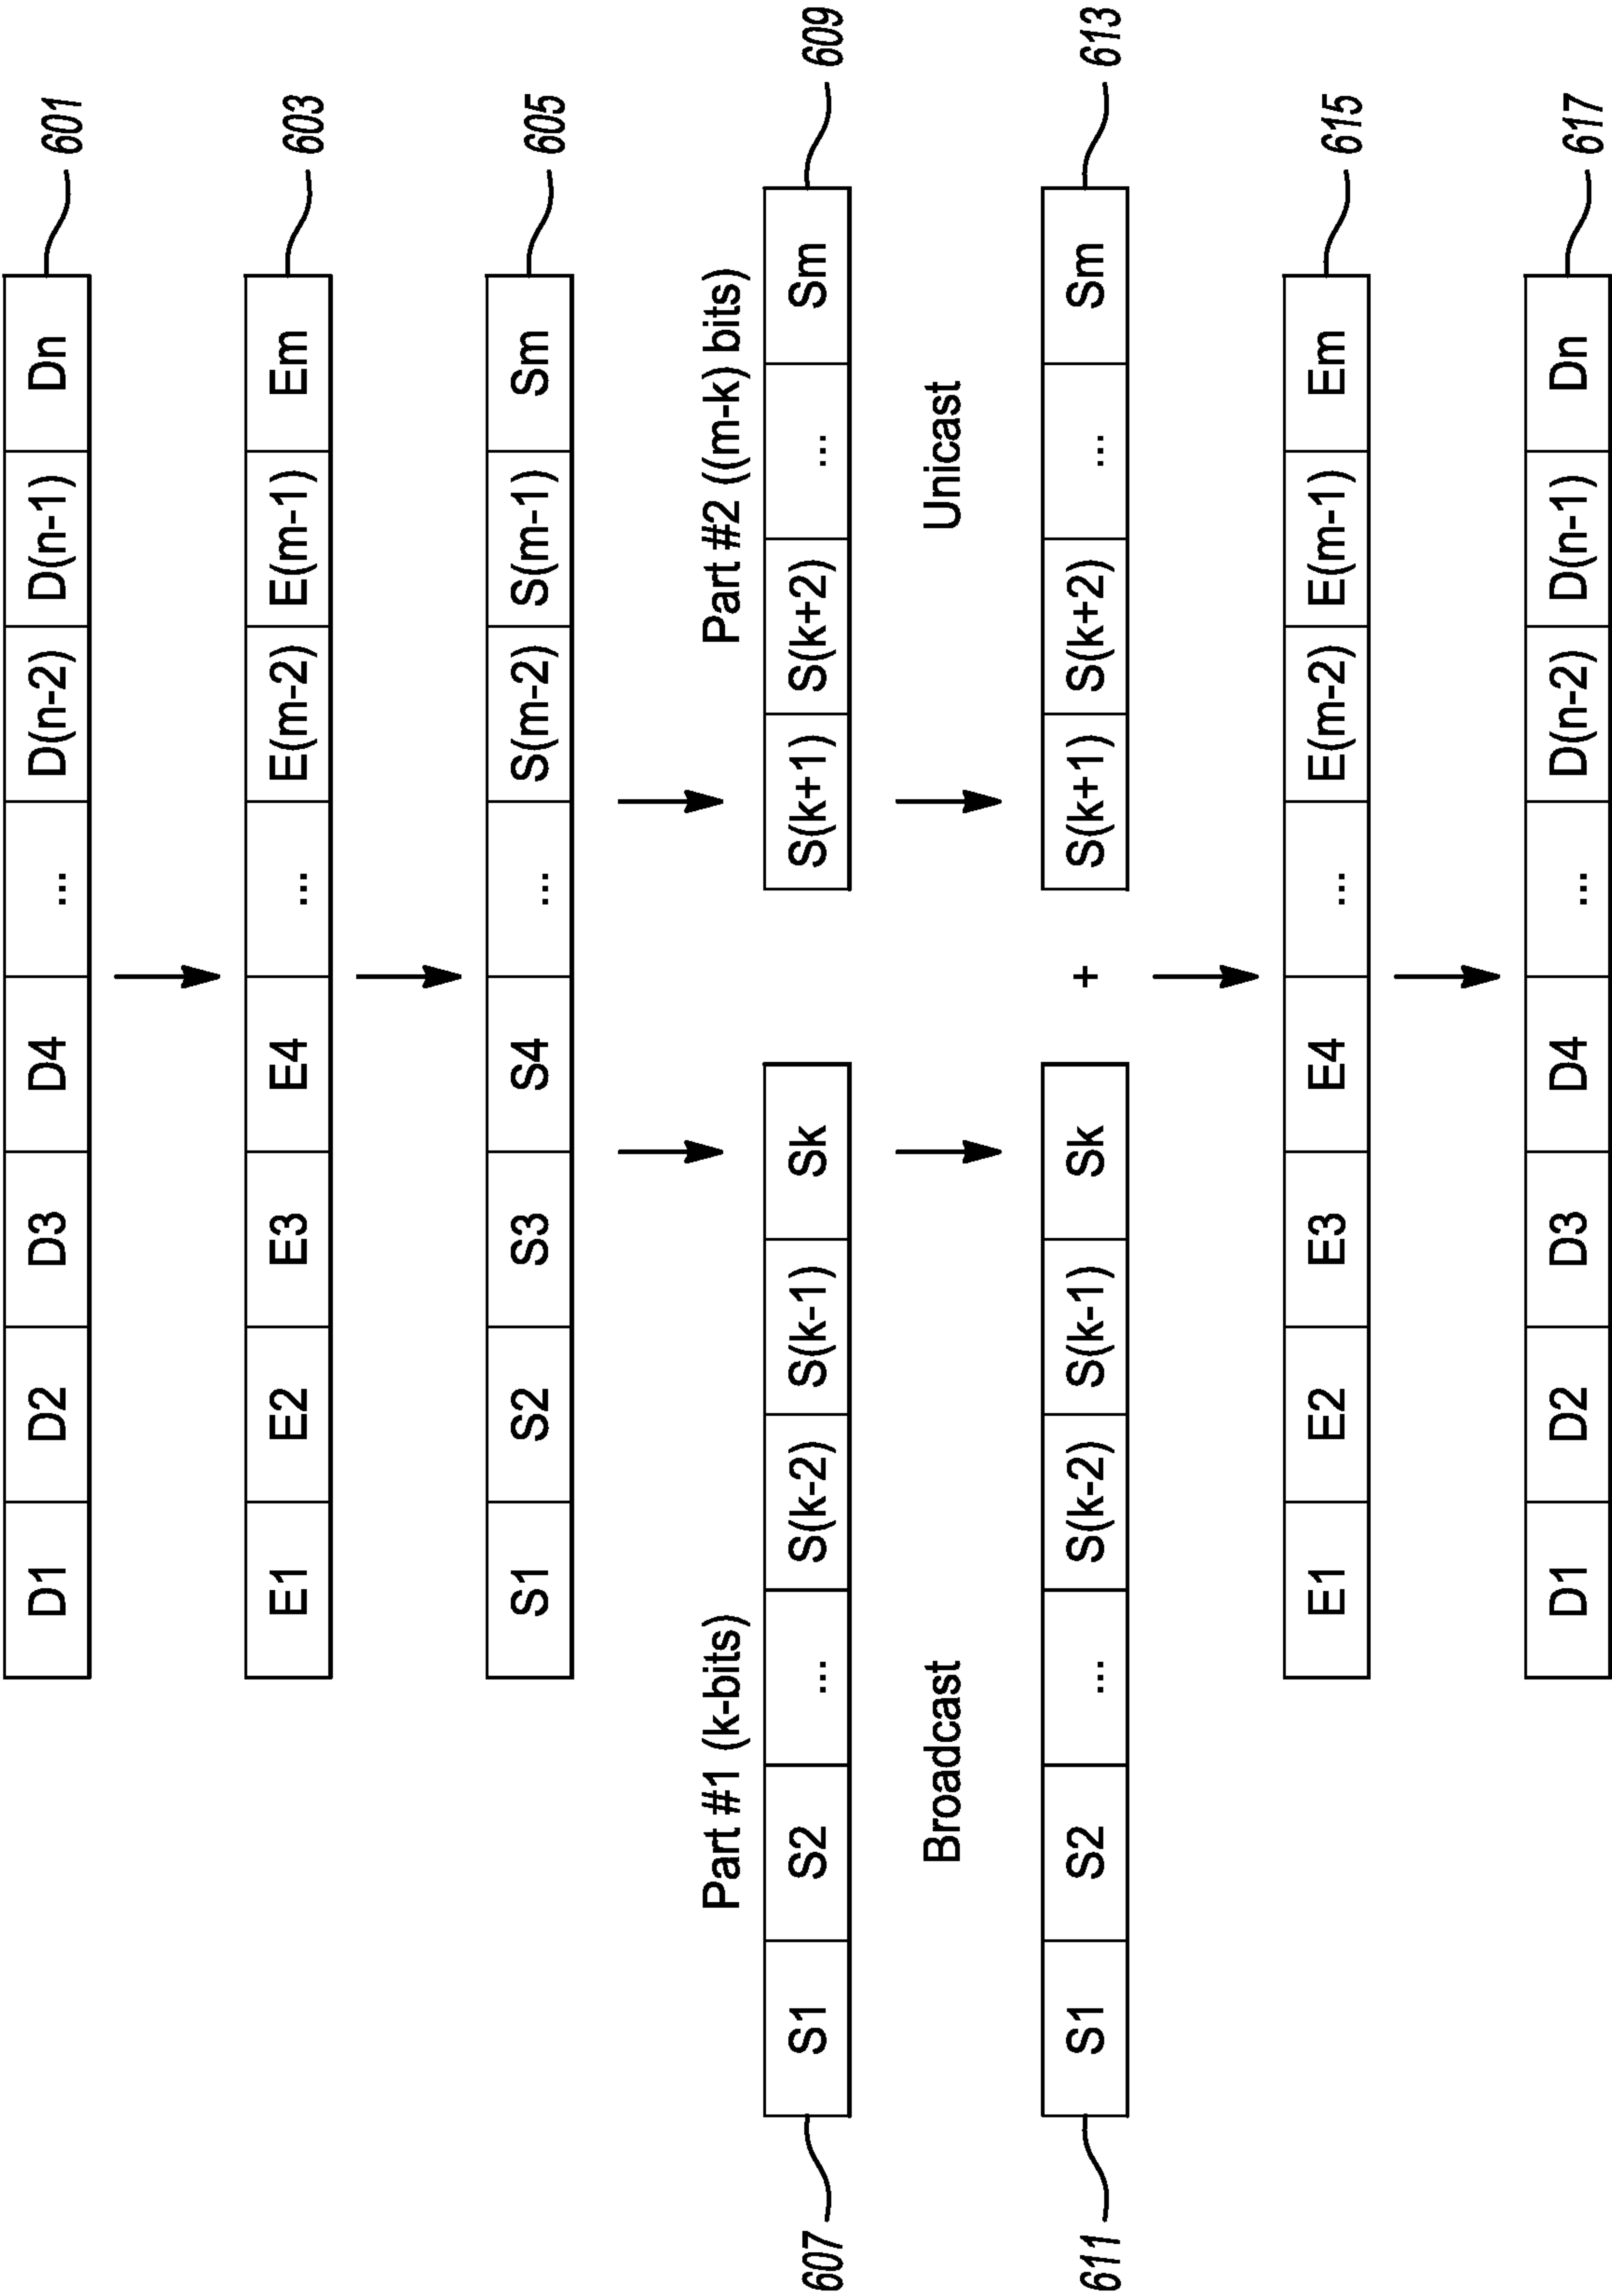 D1 D2 D3 D4 ... D(n-2) D(n-1) Dn 601
E1 E2 E3 E4 ... E(m-2) E(m-1) Em 603
S1 S2 S3 S4 ... S(m-2) S(m-1) Sm 605
Part #1 (k-bits) Part #2 ((m-k) bits)
607 S1 S2 ... S(k-2) S(k-1) Sk S(k+1) S(k+2) ... Sm 609
Broadcast Unicast
611 S1 S2 ... S(k-2) S(k-1) Sk + S(k+1) S(k+2) ... Sm 613
E1 E2 E3 E4 ... E(m-2) E(m-1) Em 615
D1 D2 D3 D4 ... D(n-2) D(n-1) Dn 617